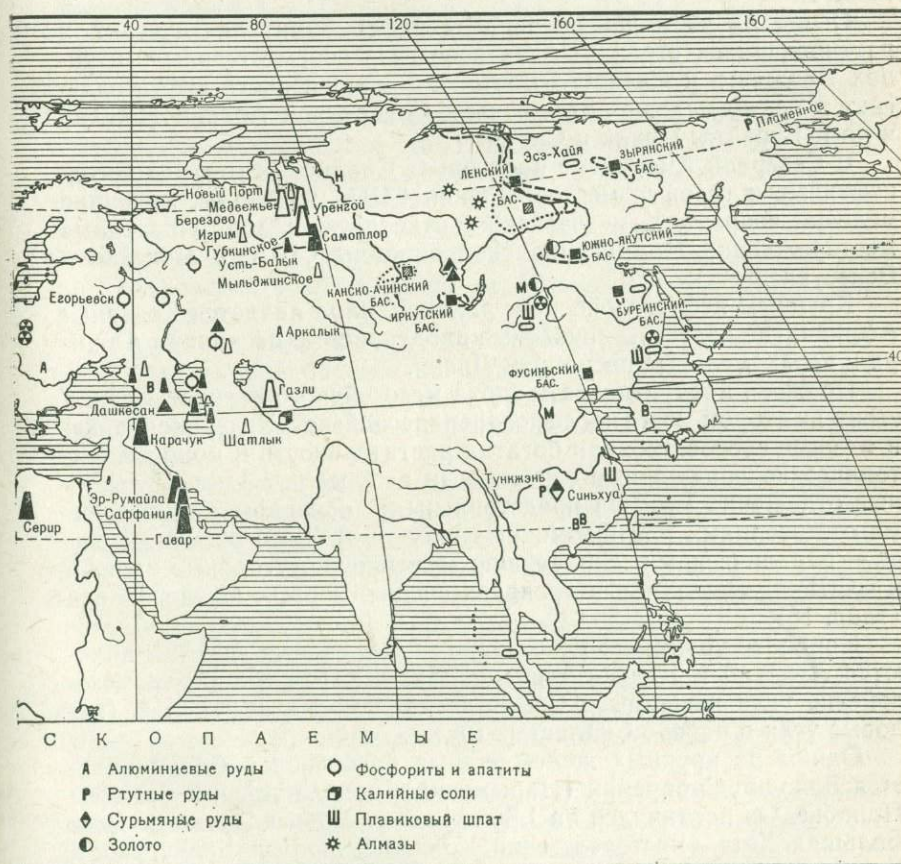 40 80 120 160 160
Р Пламенное
Эсэ-Хайя
ЗЫРЯНСКИЙ
БАС.
ЛЕНСКИЙ
БАС.
Н
Новый Порт
Медвежье
Уренгой
Березово
Игрим
Самотлор
Губкинское
Усть-Балык
Мыльджинское
ЮЖНО-ЯКУТСКИЙ
БАС.
КАНСКО-АЧИНСКИЙ
БАС.
ИРКУТСКИЙ
БАС.
М
БУРЕИНСКИЙ
БАС.
Егорьевск
Аркалык
ФУСИНЬСКИЙ
БАС.
40
В
Газли
Дашкесан
Карачук
Шатлык
М
В
Тункжэнь
Р
Синьхуа
Эр-Румайла
Саффания
Серир
Гавар
В В
С К О П А Е М Ы Е
А Алюминиевые руды
Р Ртутные руды
Сурьмяные руды
Золото
Фосфориты и апатиты
Калийные соли
Плавиковый шпат
Алмазы